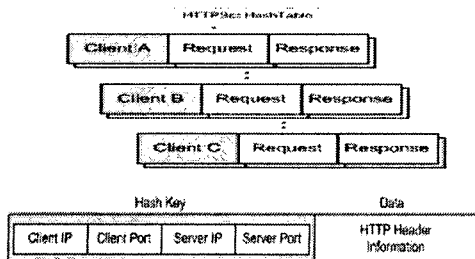 HashTable
Client A Request Response
Client B Request Response
Client C Request Response
Hash Key Data
Client IP Client Port Server IP Server Port HTTP Header
Information